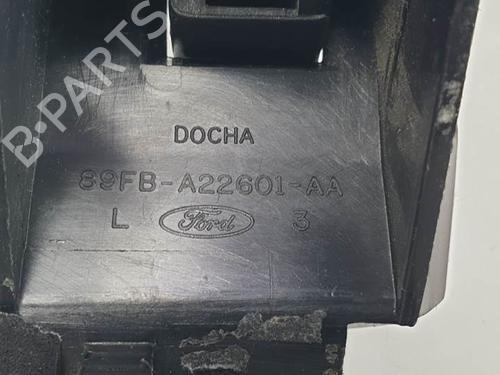 B-PARTS
DOCHA
89FB-A22601-AA
L Ford 3